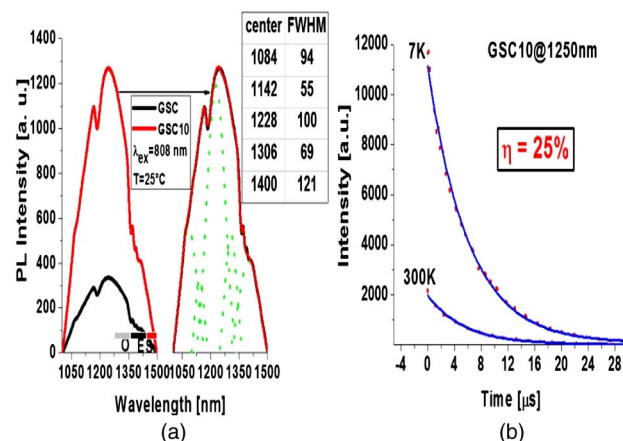 center FWHM
1084 94
1142 55
1228 100
1306 69
1400 121
PL Intensity [a. u.]
1400
1200
1000
800
600
400
200
0
GSC
GSC10
λex=808 nm
T=25°C
O ES
1050 1200 1350 1500
1050 1200 1350 1500
Wavelength [nm]
(a)
Intensity [a.u.]
12000
10000
8000
6000
4000
2000
7K
GSC10@1250nm
η = 25%
300K
-4 0 4 8 12 16 20 24 28
Time [μs]
(b)